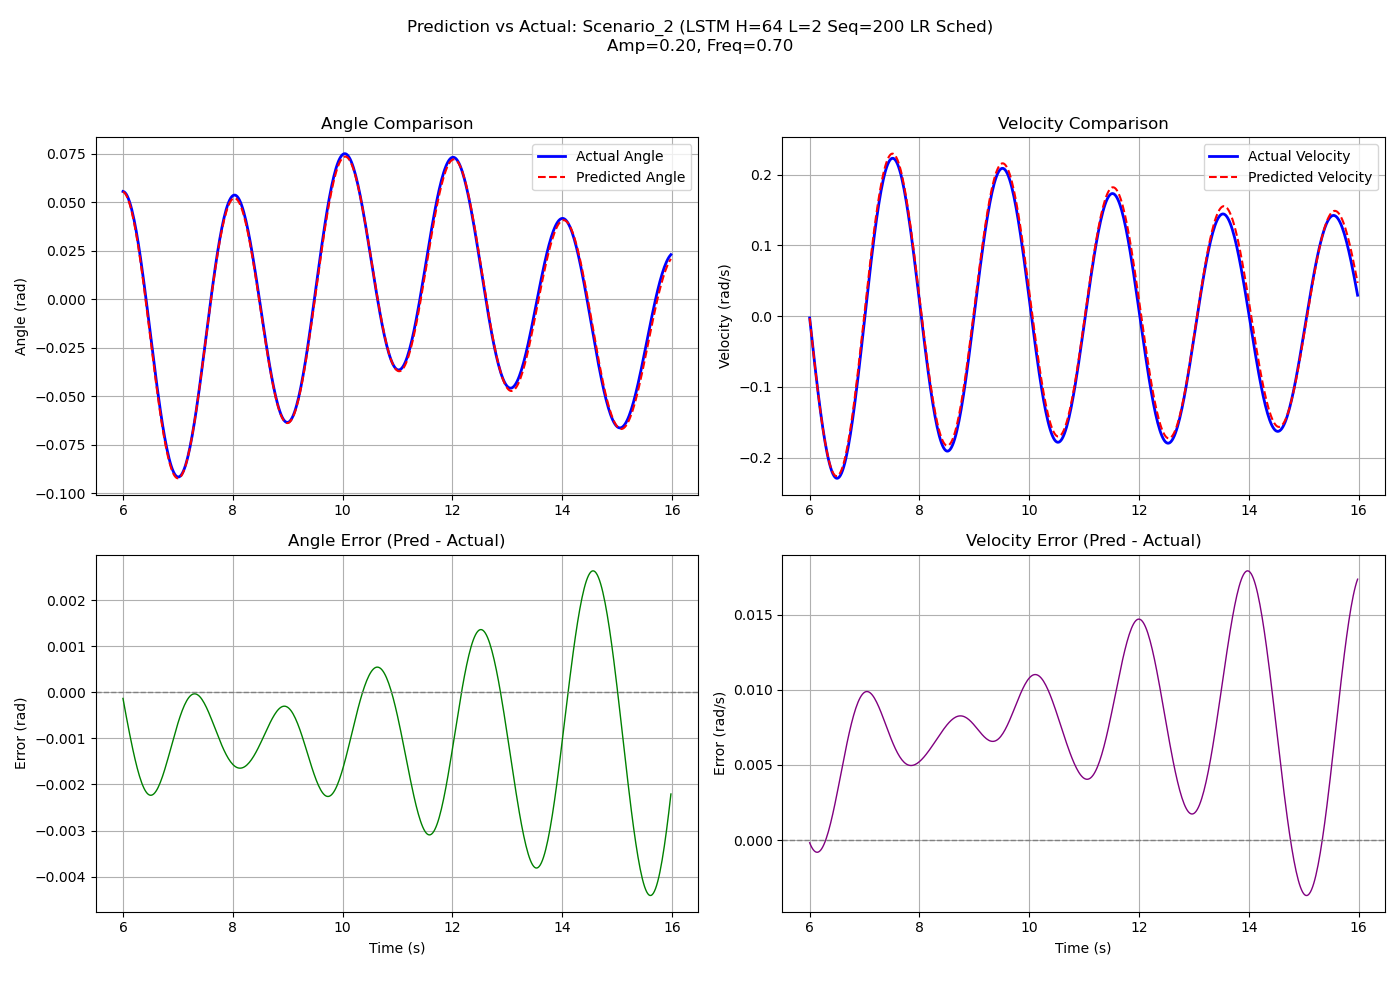 Prediction vs Actual: Scenario_2 (LSTM H=64 L=2 Seq=200 LR Sched)
Amp=0.20, Freq=0.70
Angle Comparison
Angle (rad)
0.075
0.050
0.025
0.000
−0.025
−0.050
−0.075
−0.100
6 8 10 12 14 16
Actual Angle
Predicted Angle
Velocity Comparison
Velocity (rad/s)
0.2
0.1
0.0
−0.1
−0.2
6 8 10 12 14 16
Actual Velocity
Predicted Velocity
Angle Error (Pred - Actual)
Error (rad)
0.002
0.001
0.000
−0.001
−0.002
−0.003
−0.004
6 8 10 12 14 16
Time (s)
Velocity Error (Pred - Actual)
Error (rad/s)
0.015
0.010
0.005
0.000
6 8 10 12 14 16
Time (s)